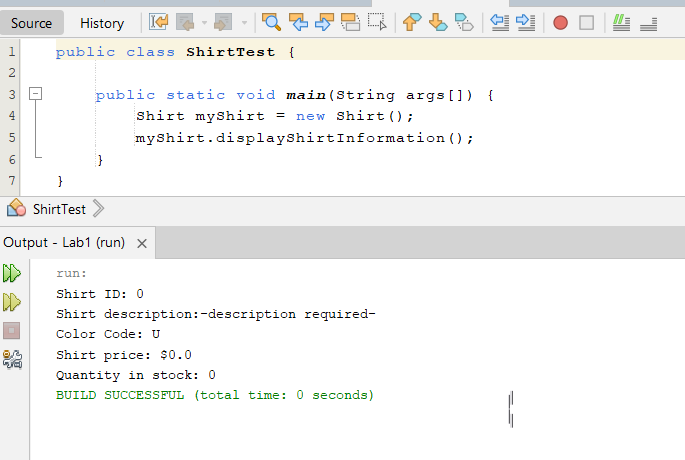 Source History
1 public class ShirtTest {
2
3 public static void main(String args[]) {
4 Shirt myShirt = new Shirt();
5 myShirt.displayShirtInformation();
6 }
7 }
ShirtTest
Output - Lab1 (run)
run:
Shirt ID: 0
Shirt description:-description required-
Color Code: U
Shirt price: $0.0
Quantity in stock: 0
BUILD SUCCESSFUL (total time: 0 seconds)